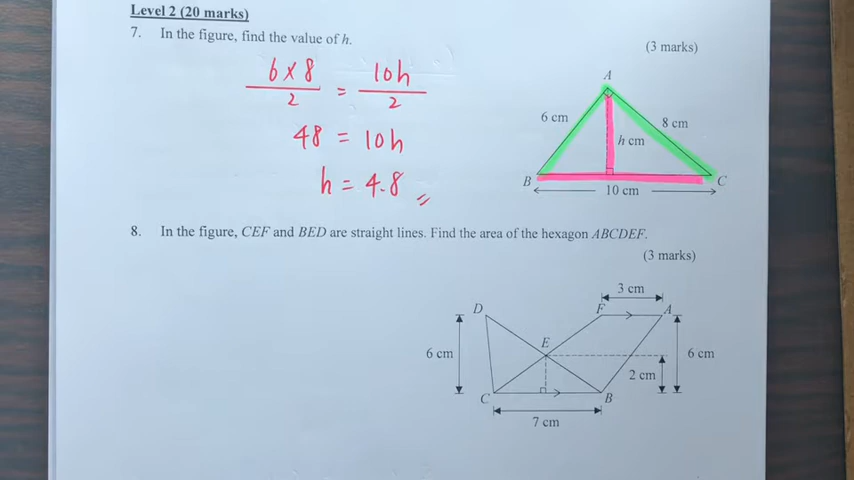 Level 2 (20 marks)
7. In the figure, find the value of h.
(3 marks)
6 × 8 / 2 = 10h / 2
48 = 10h
h = 4.8
A
6 cm
8 cm
h cm
B
C
10 cm
8. In the figure, CEF and BED are straight lines. Find the area of the hexagon ABCDEF.
(3 marks)
3 cm
D
F
A
E
6 cm
6 cm
2 cm
C
B
7 cm